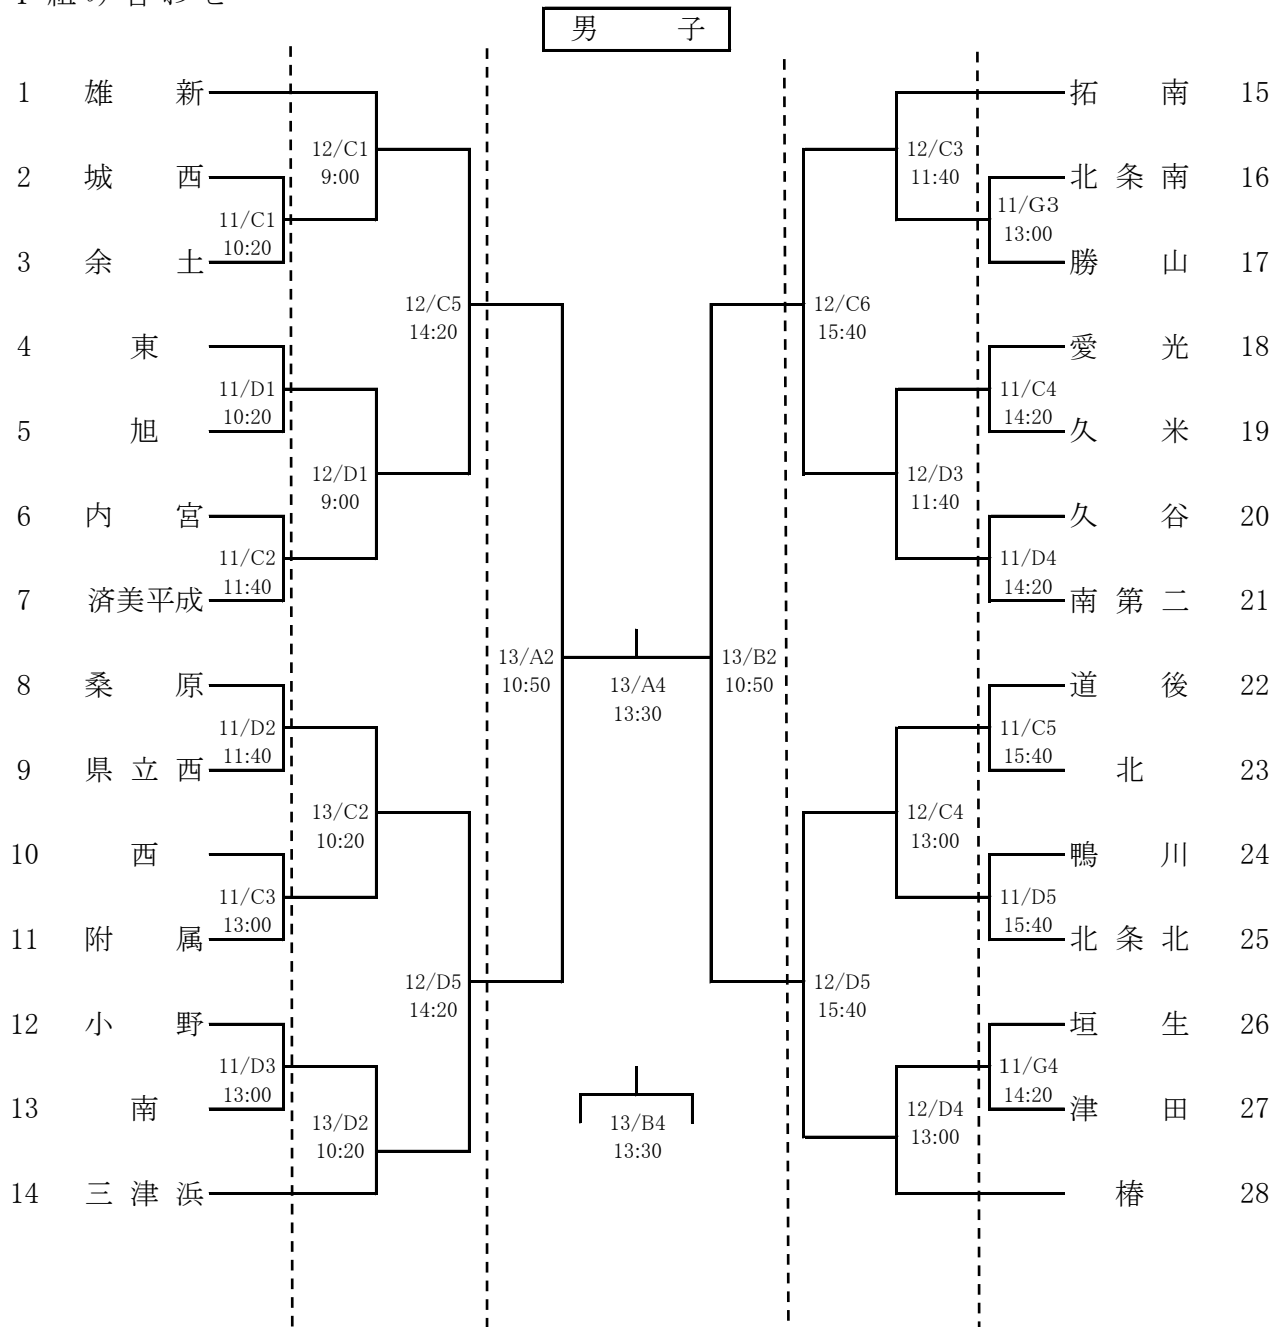 男 子
1 雄 新 拓 南 15
12/C1 12/C3
9:00 11:40
2 城 西 北 条 南 16
11/C1 11/G3
10:20 13:00
3 余 土 勝 山 17
12/C5 12/C6
14:20 15:40
4 東 愛 光 18
11/D1 11/C4
10:20 14:20
5 旭 久 米 19
12/D1 12/D3
9:00 11:40
6 内 宮 久 谷 20
11/C2 11/D4
11:40 14:20
7 済美平成 南 第 二 21
13/A2 13/B2
8 桑 原 10:50 13/A4 10:50 道 後 22
13:30
11/D2 11/C5
11:40 15:40
9 県 立 西 北 23
13/C2 12/C4
10:20 13:00
10 西 鴨 川 24
11/C3 11/D5
13:00 15:40
11 附 属 北 条 北 25
12/D5 12/D5
14:20 15:40
12 小 野 垣 生 26
11/D3 11/G4
13:00 14:20
13 南 津 田 27
13/D2 13/B4 12/D4
10:20 13:30 13:00
14 三 津 浜 椿 28